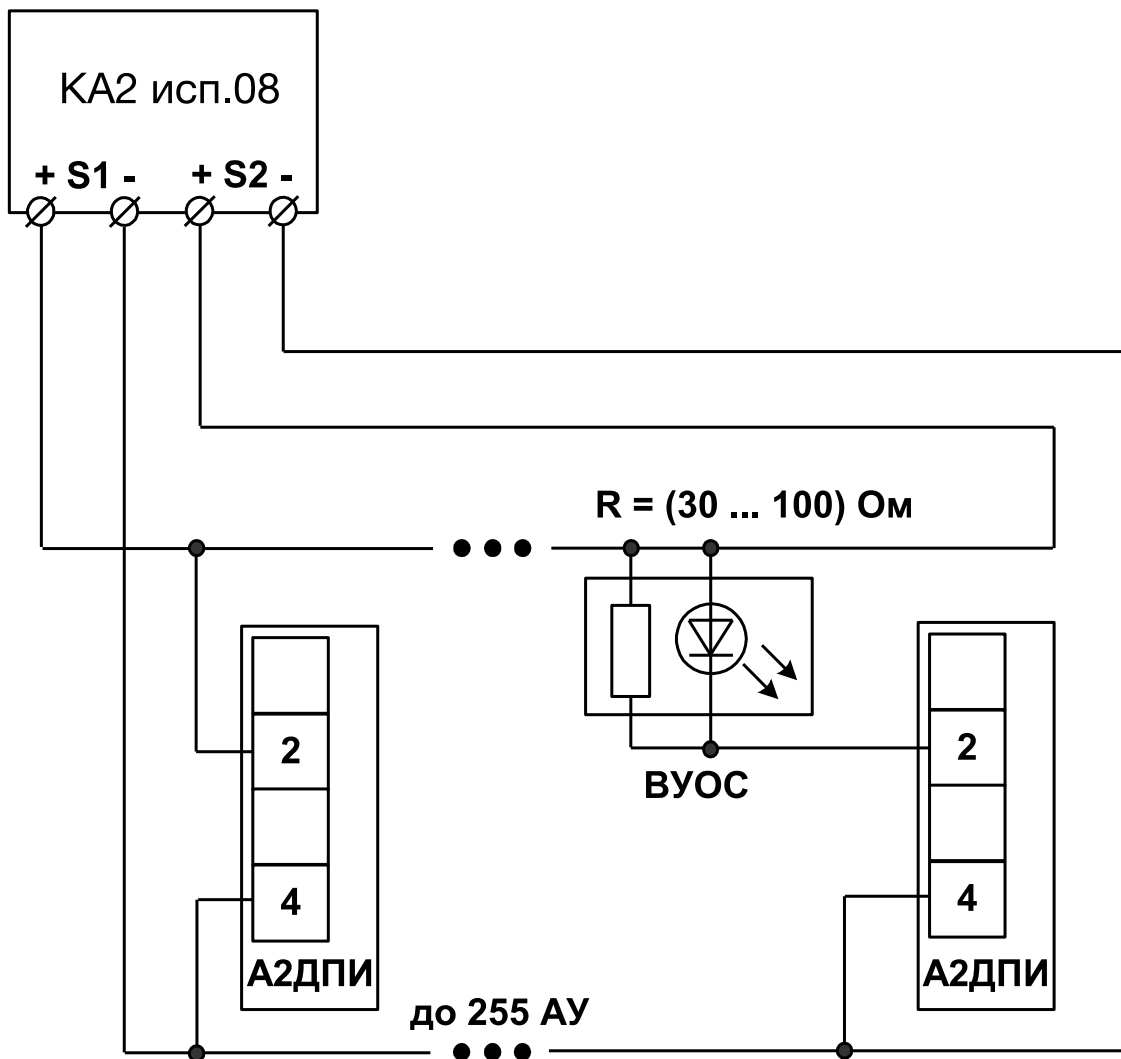 КА2 исп.08
+ S1 - + S2 -
R = (30 ... 100) Ом
2
2
ВУОС
4
4
А2ДПИ
А2ДПИ
до 255 АУ